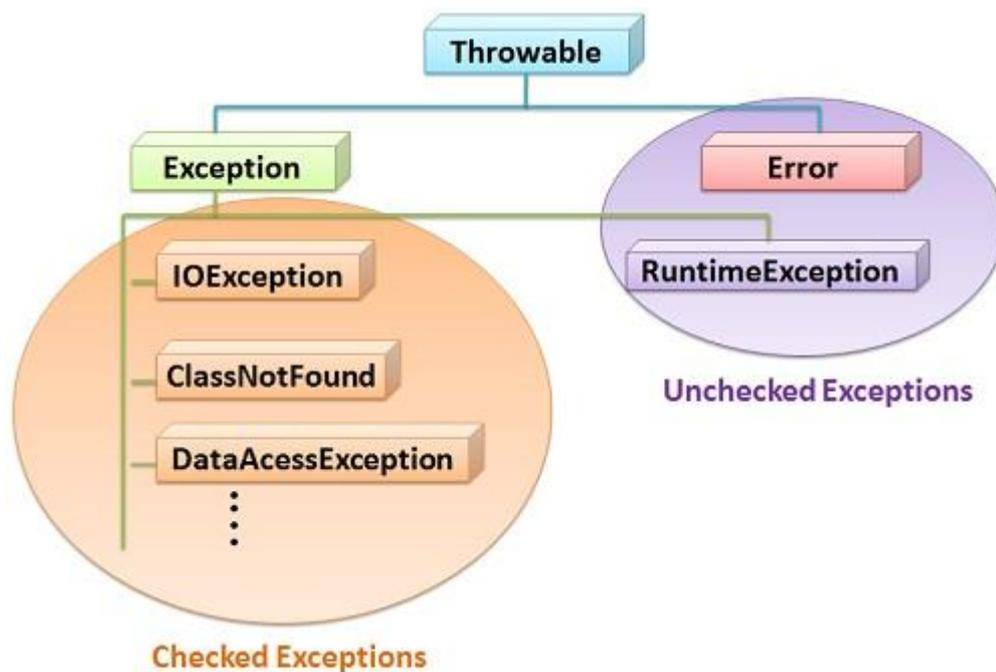 Throwable
Exception
Error
IOException
RuntimeException
ClassNotFound
Unchecked Exceptions
DataAcessException
Checked Exceptions